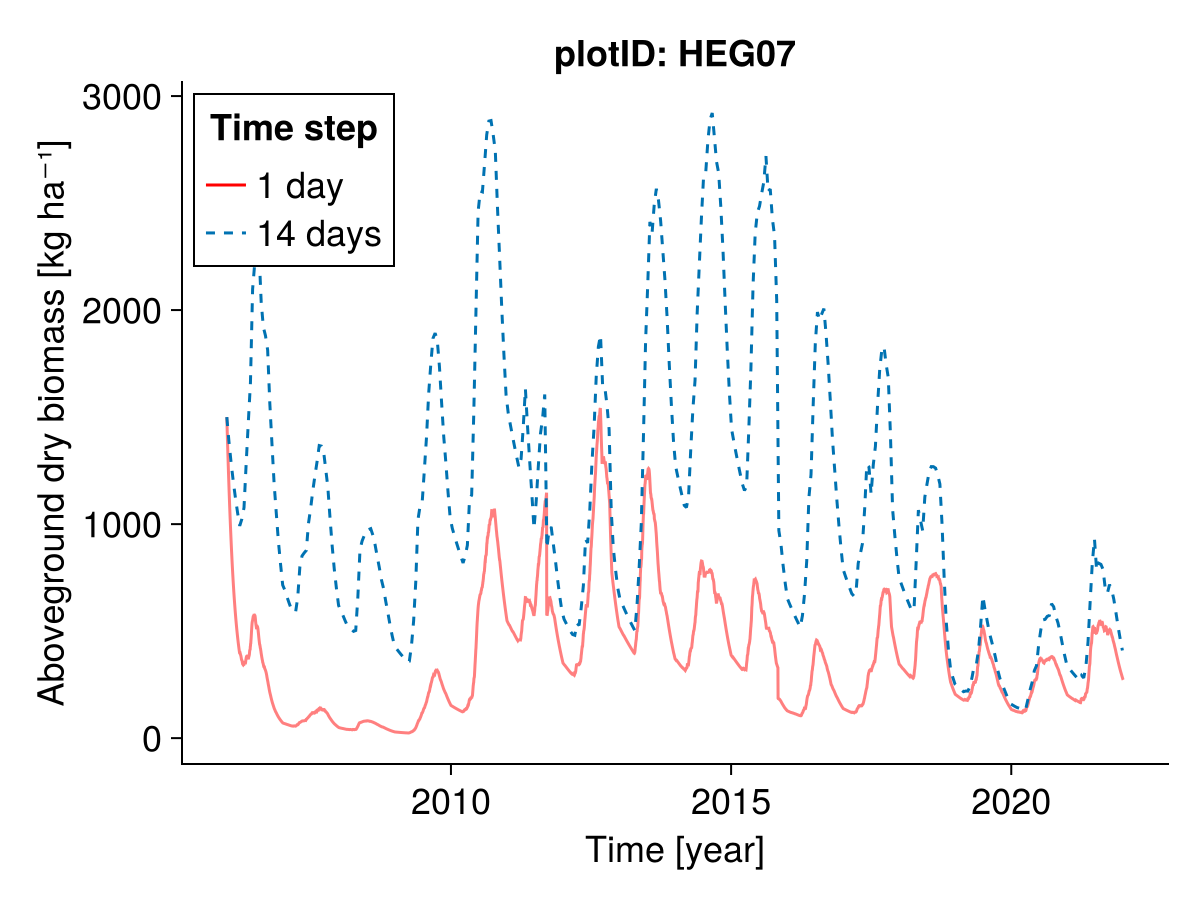 plotID: HEG07
Aboveground dry biomass [kg ha⁻¹]
3000
2000
1000
0
Time step
1 day
14 days
2010
2015
2020
Time [year]